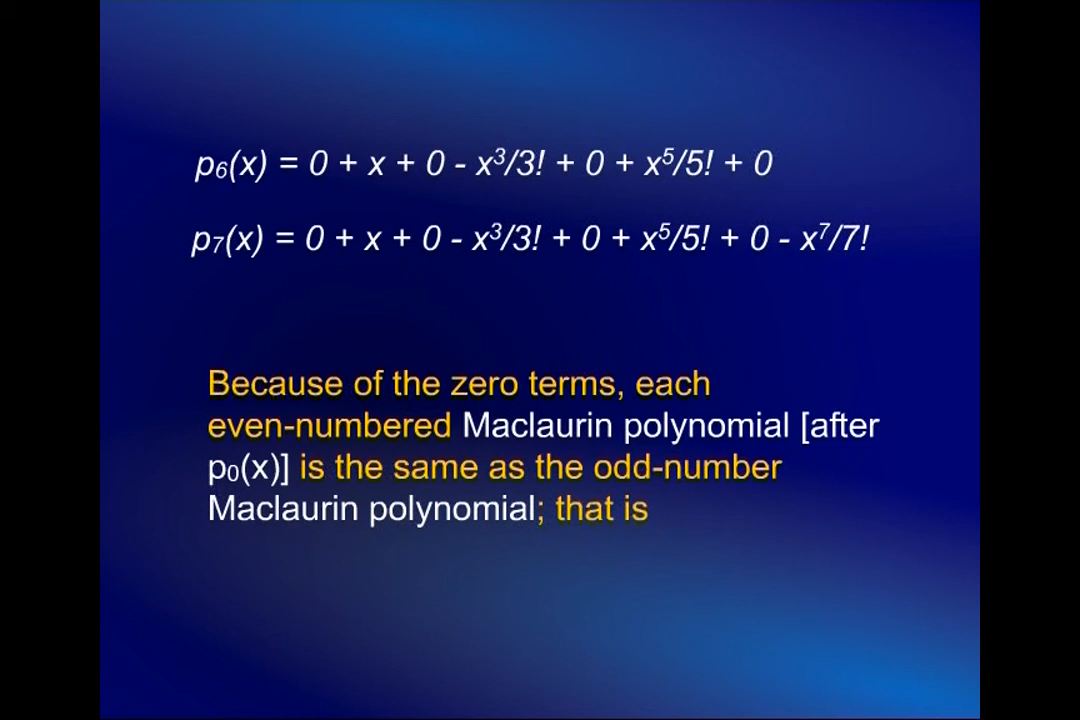 p₆(x) = 0 + x + 0 - x³/3! + 0 + x⁵/5! + 0
p₇(x) = 0 + x + 0 - x³/3! + 0 + x⁵/5! + 0 - x⁷/7!
Because of the zero terms, each
even-numbered Maclaurin polynomial [after
p₀(x)] is the same as the odd-number
Maclaurin polynomial; that is